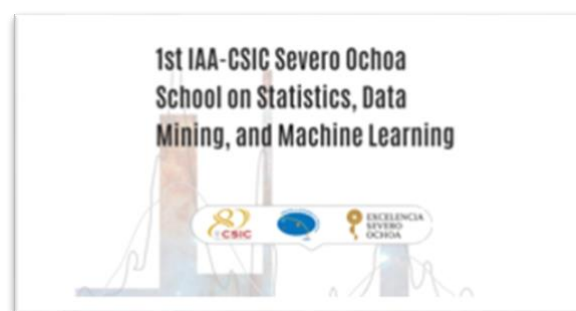 1st IAA-CSIC Severo Ochoa
School on Statistics, Data
Mining, and Machine Learning
CSIC
EXCELENCIA
SEVERO
OCHOA